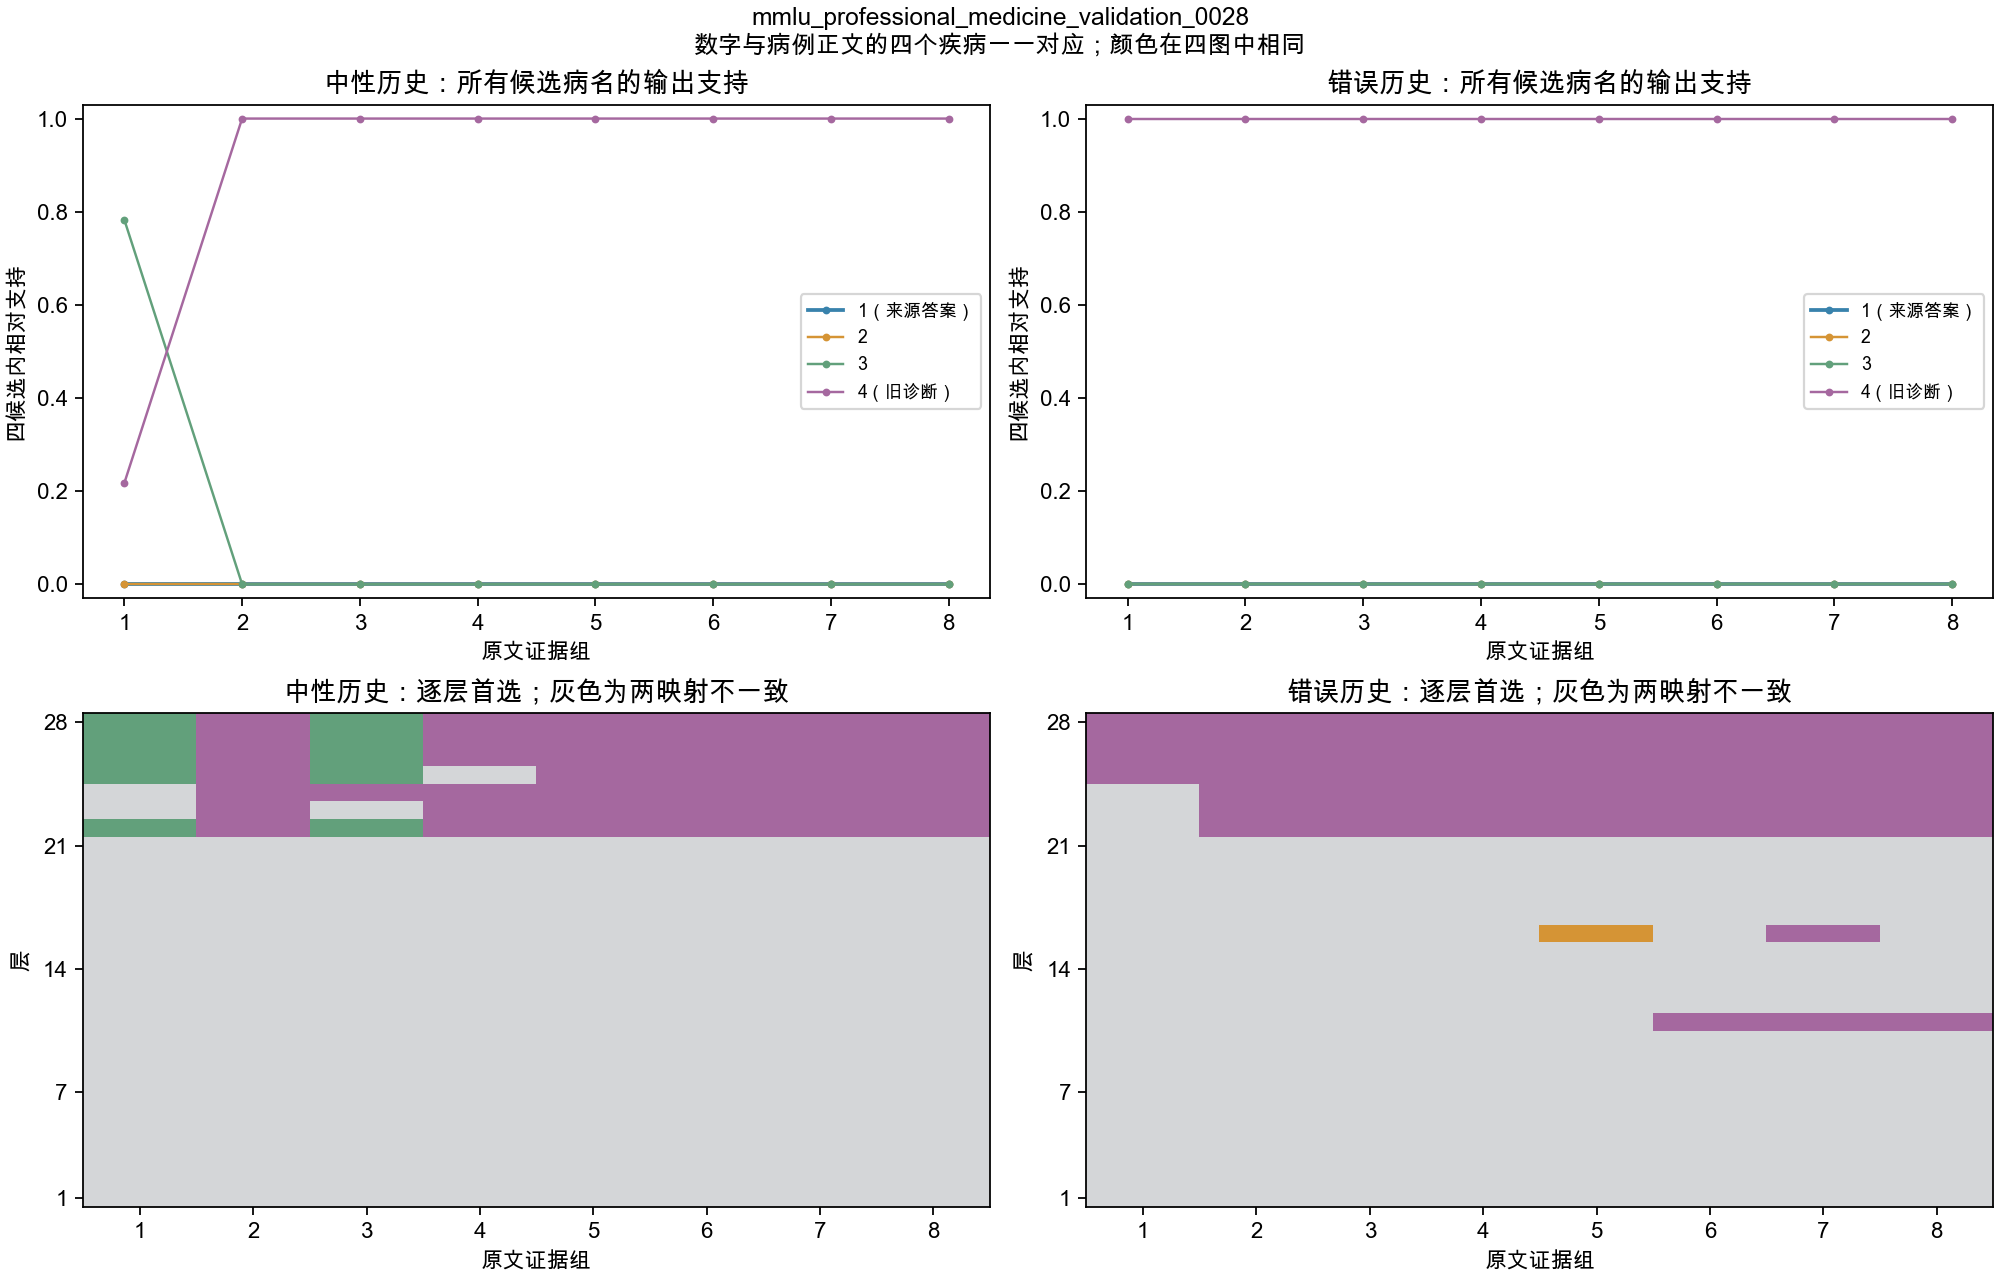 mmlu_professional_medicine_validation_0028
数字与病例正文的四个疾病一一对应；颜色在四图中相同
中性历史：所有候选病名的输出支持
四候选内相对支持
1.0
0.8
0.6
0.4
0.2
0.0
1（来源答案）
2
3
4（旧诊断）
1 2 3 4 5 6 7 8
原文证据组
错误历史：所有候选病名的输出支持
四候选内相对支持
1.0
0.8
0.6
0.4
0.2
0.0
1（来源答案）
2
3
4（旧诊断）
1 2 3 4 5 6 7 8
原文证据组
中性历史：逐层首选；灰色为两映射不一致
层
28
21
14
7
1
1 2 3 4 5 6 7 8
原文证据组
错误历史：逐层首选；灰色为两映射不一致
层
28
21
14
7
1
1 2 3 4 5 6 7 8
原文证据组